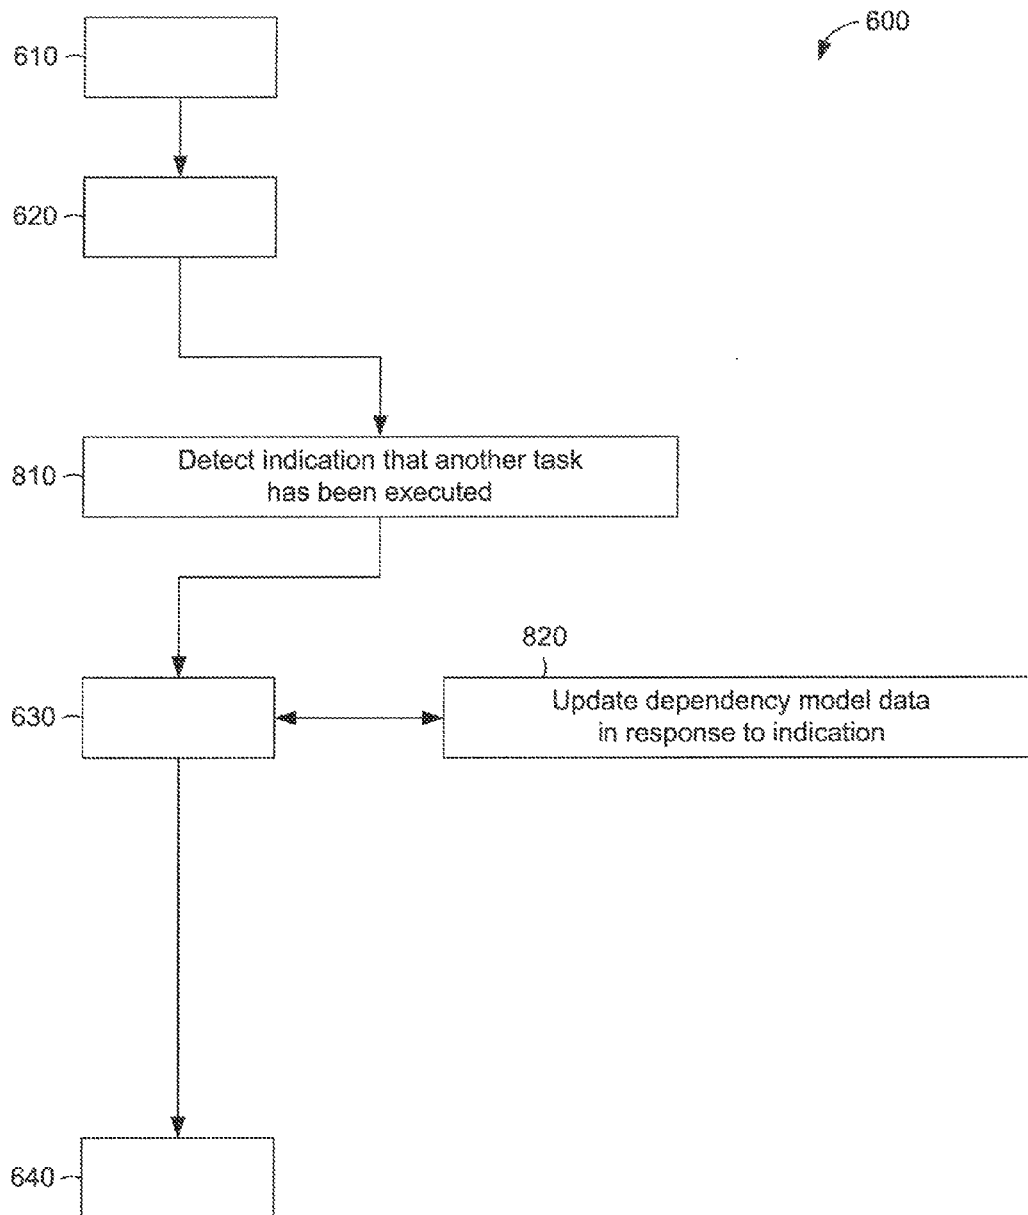 600
610
620
810
Detect indication that another task
has been executed
820
630
Update dependency model data
in response to indication
640